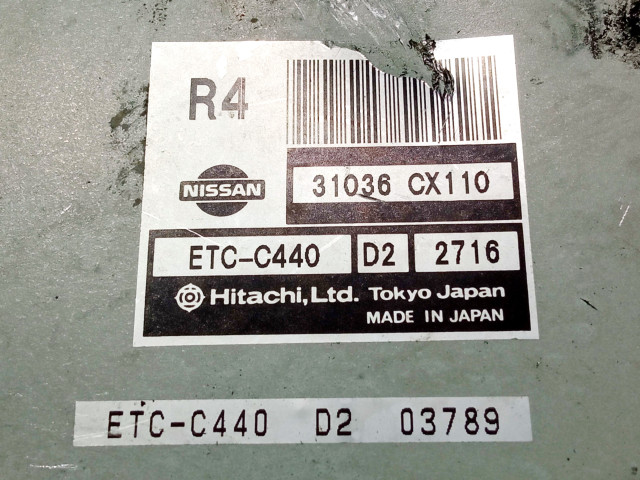 R4
NISSAN
31036 CX110
ETC-C440 D2 2716
Hitachi, Ltd. Tokyo Japan
MADE IN JAPAN
ETC-C440 D2 03789